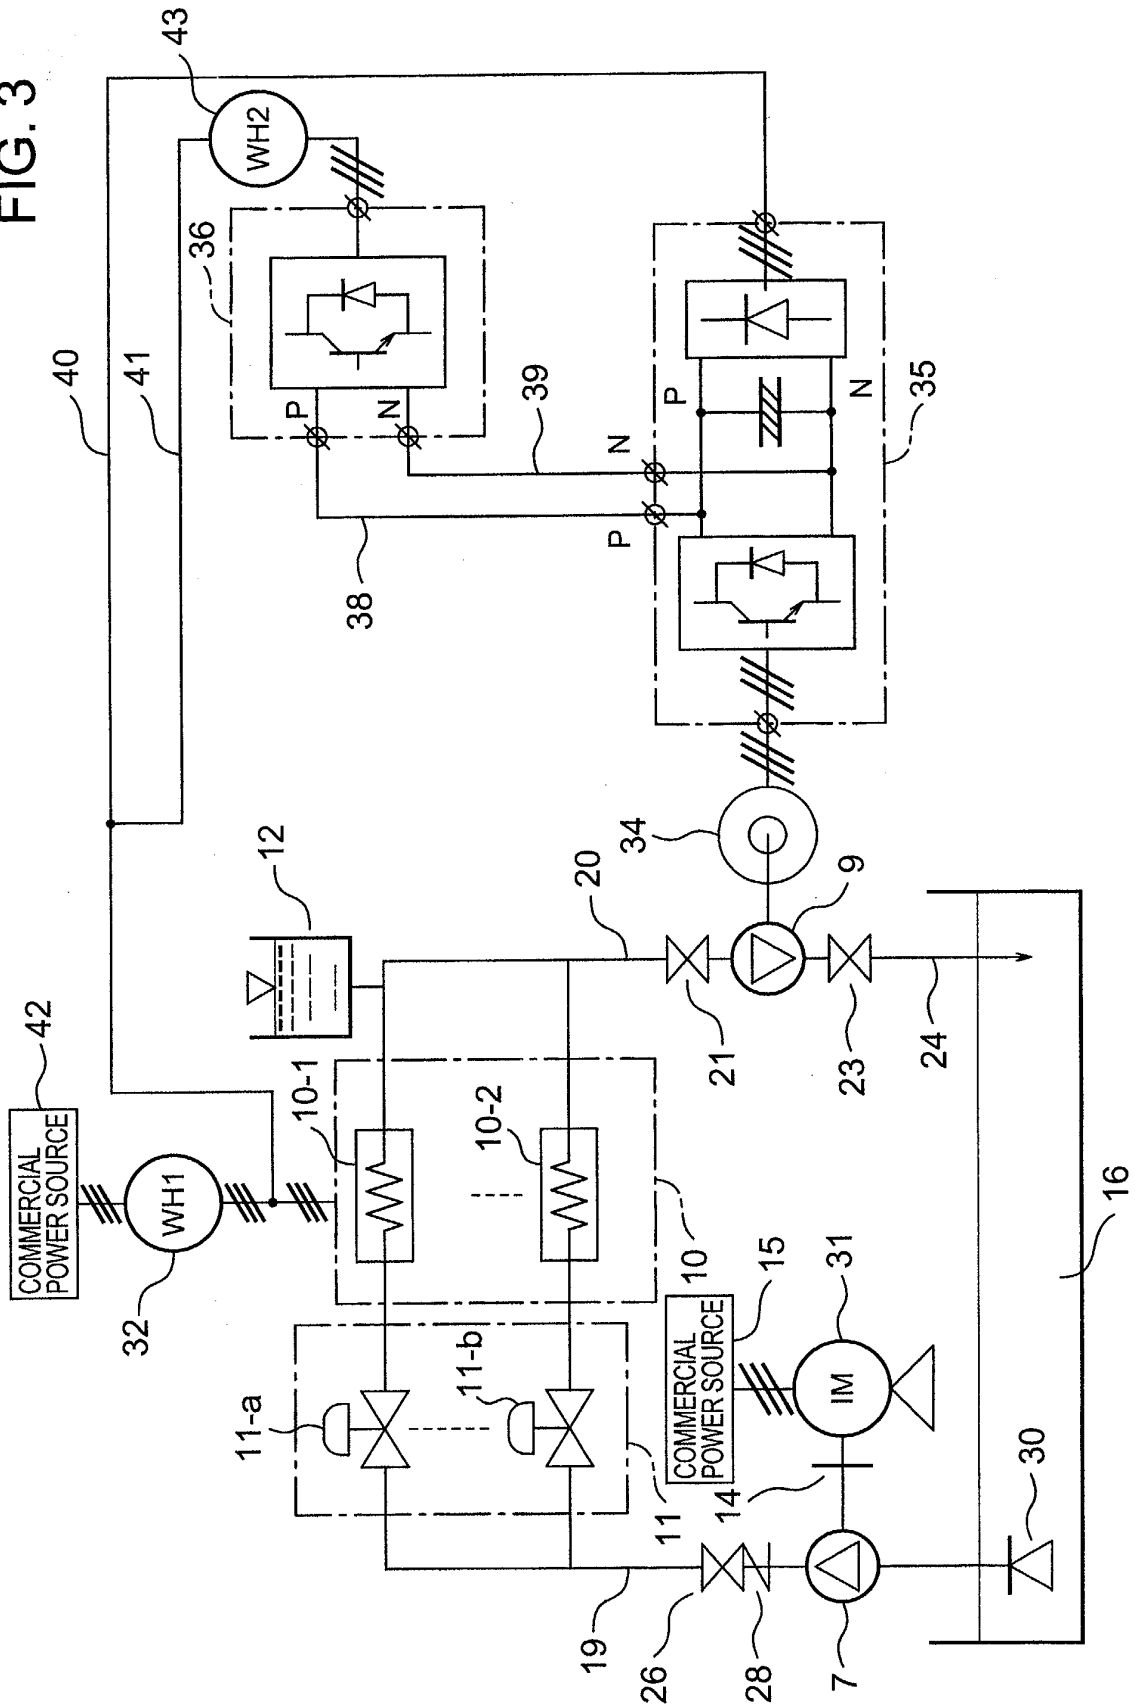 FIG. 3
43
WH2
36
40
41
P
N
39
N
P
P
N
35
38
34
12
20
9
21
23
24
42
COMMERCIAL
POWER SOURCE
WH1
32
10-1
10-2
10
11-a
11-b
11
COMMERCIAL
POWER SOURCE
15
31
IM
14
16
30
19
26
28
7